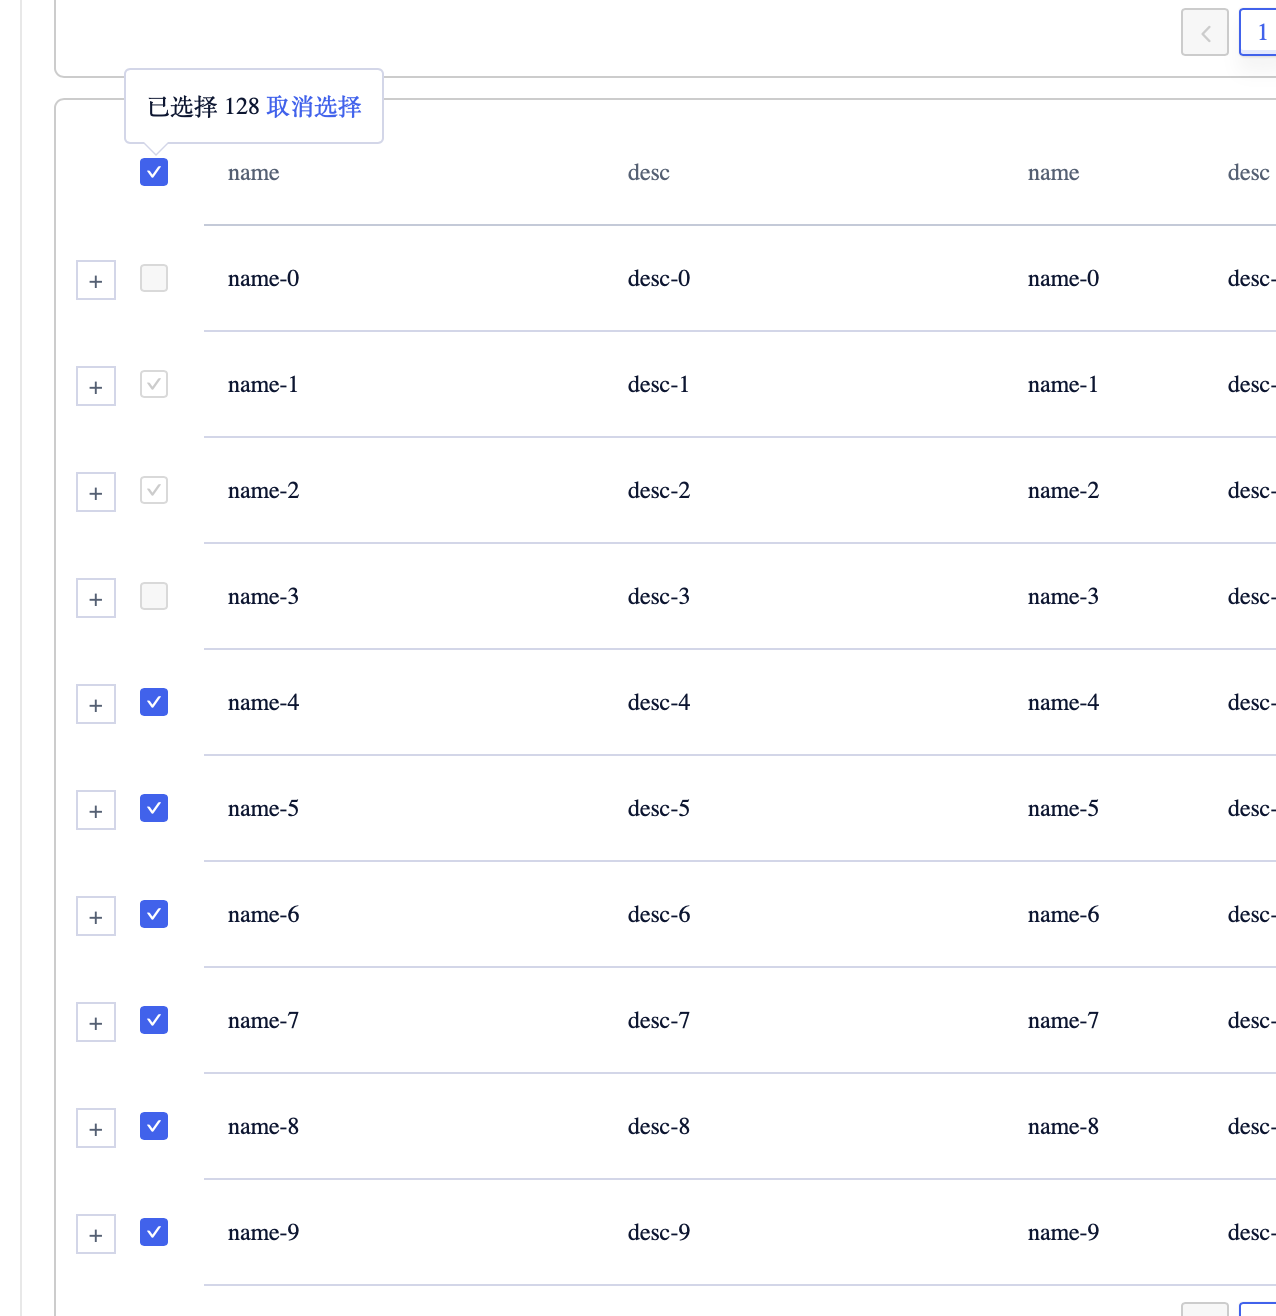 1
已选择 128 取消选择
name desc name desc
+ name-0 desc-0 name-0 desc-
+ name-1 desc-1 name-1 desc-
+ name-2 desc-2 name-2 desc-
+ name-3 desc-3 name-3 desc-
+ name-4 desc-4 name-4 desc-
+ name-5 desc-5 name-5 desc-
+ name-6 desc-6 name-6 desc-
+ name-7 desc-7 name-7 desc-
+ name-8 desc-8 name-8 desc-
+ name-9 desc-9 name-9 desc-